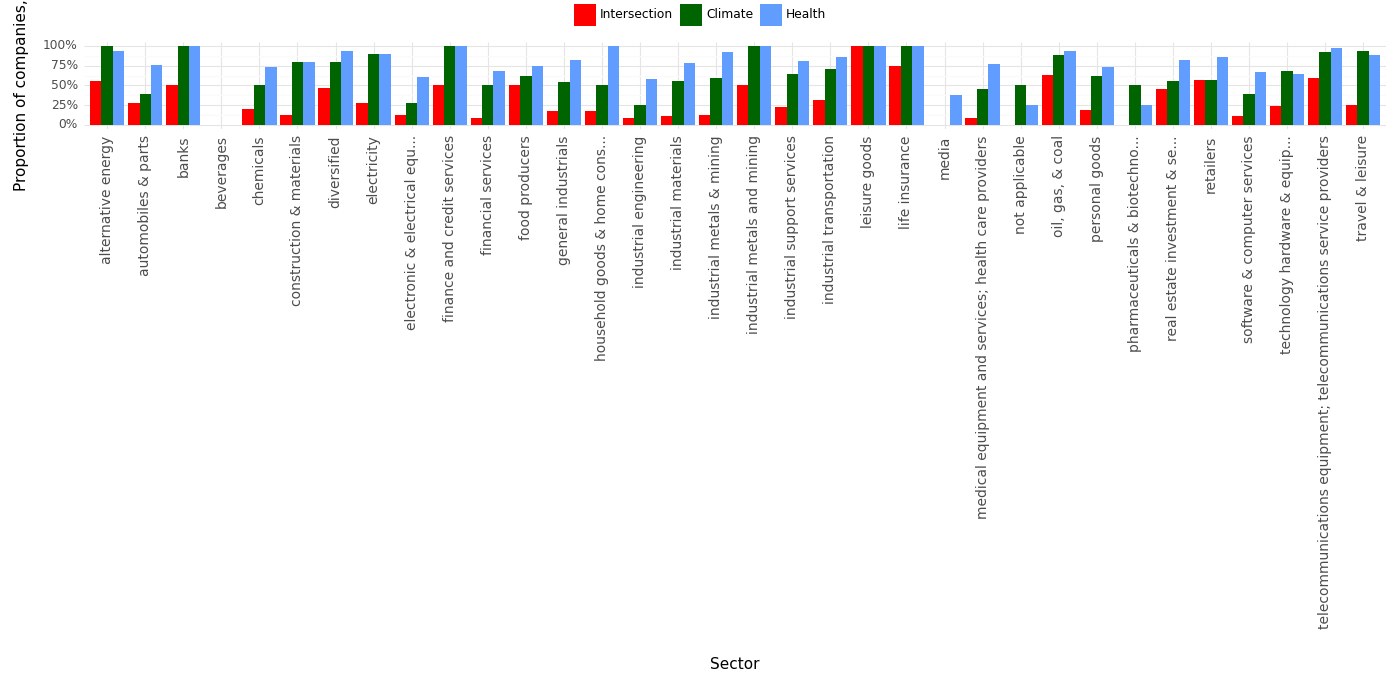 Intersection Climate Health
Proportion of companies,
100%
75%
50%
25%
0%
alternative energy
automobiles & parts
banks
beverages
chemicals
construction & materials
diversified
electricity
electronic & electrical equ...
finance and credit services
financial services
food producers
general industrials
household goods & home cons...
industrial engineering
industrial materials
industrial metals & mining
industrial metals and mining
industrial support services
industrial transportation
leisure goods
life insurance
media
medical equipment and services; health care providers
not applicable
oil, gas, & coal
personal goods
pharmaceuticals & biotechno...
real estate investment & se...
retailers
software & computer services
technology hardware & equip...
telecommunications equipment; telecommunications service providers
travel & leisure
Sector